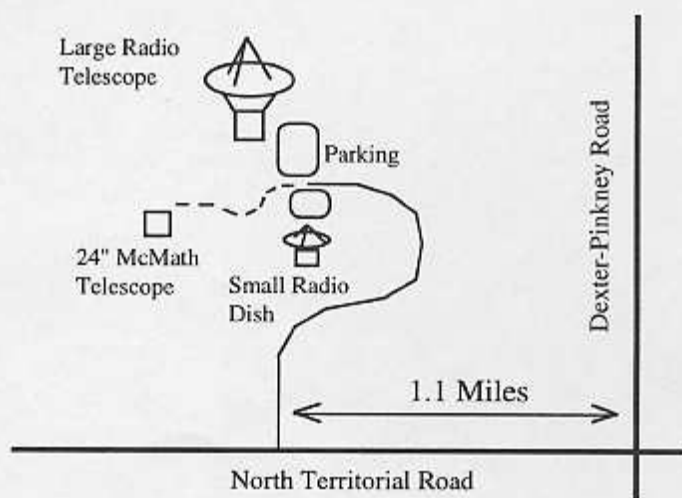 Large Radio
Telescope
Parking
Dexter-Pinkney Road
24" McMath
Telescope
Small Radio
Dish
1.1 Miles
North Territorial Road